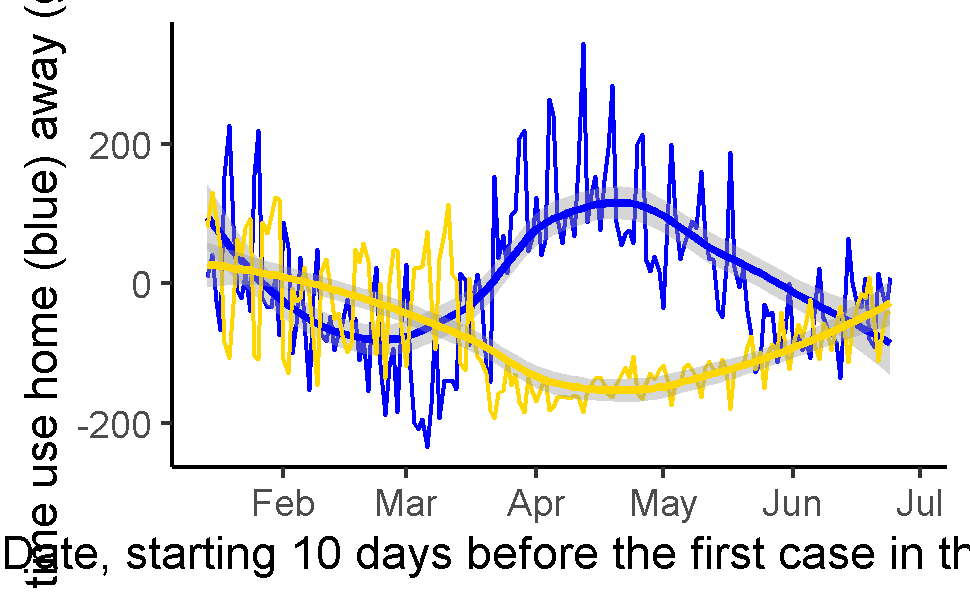 time use home (blue) away (
200
0
-200
Feb Mar Apr May Jun Jul
Date, starting 10 days before the first case in th